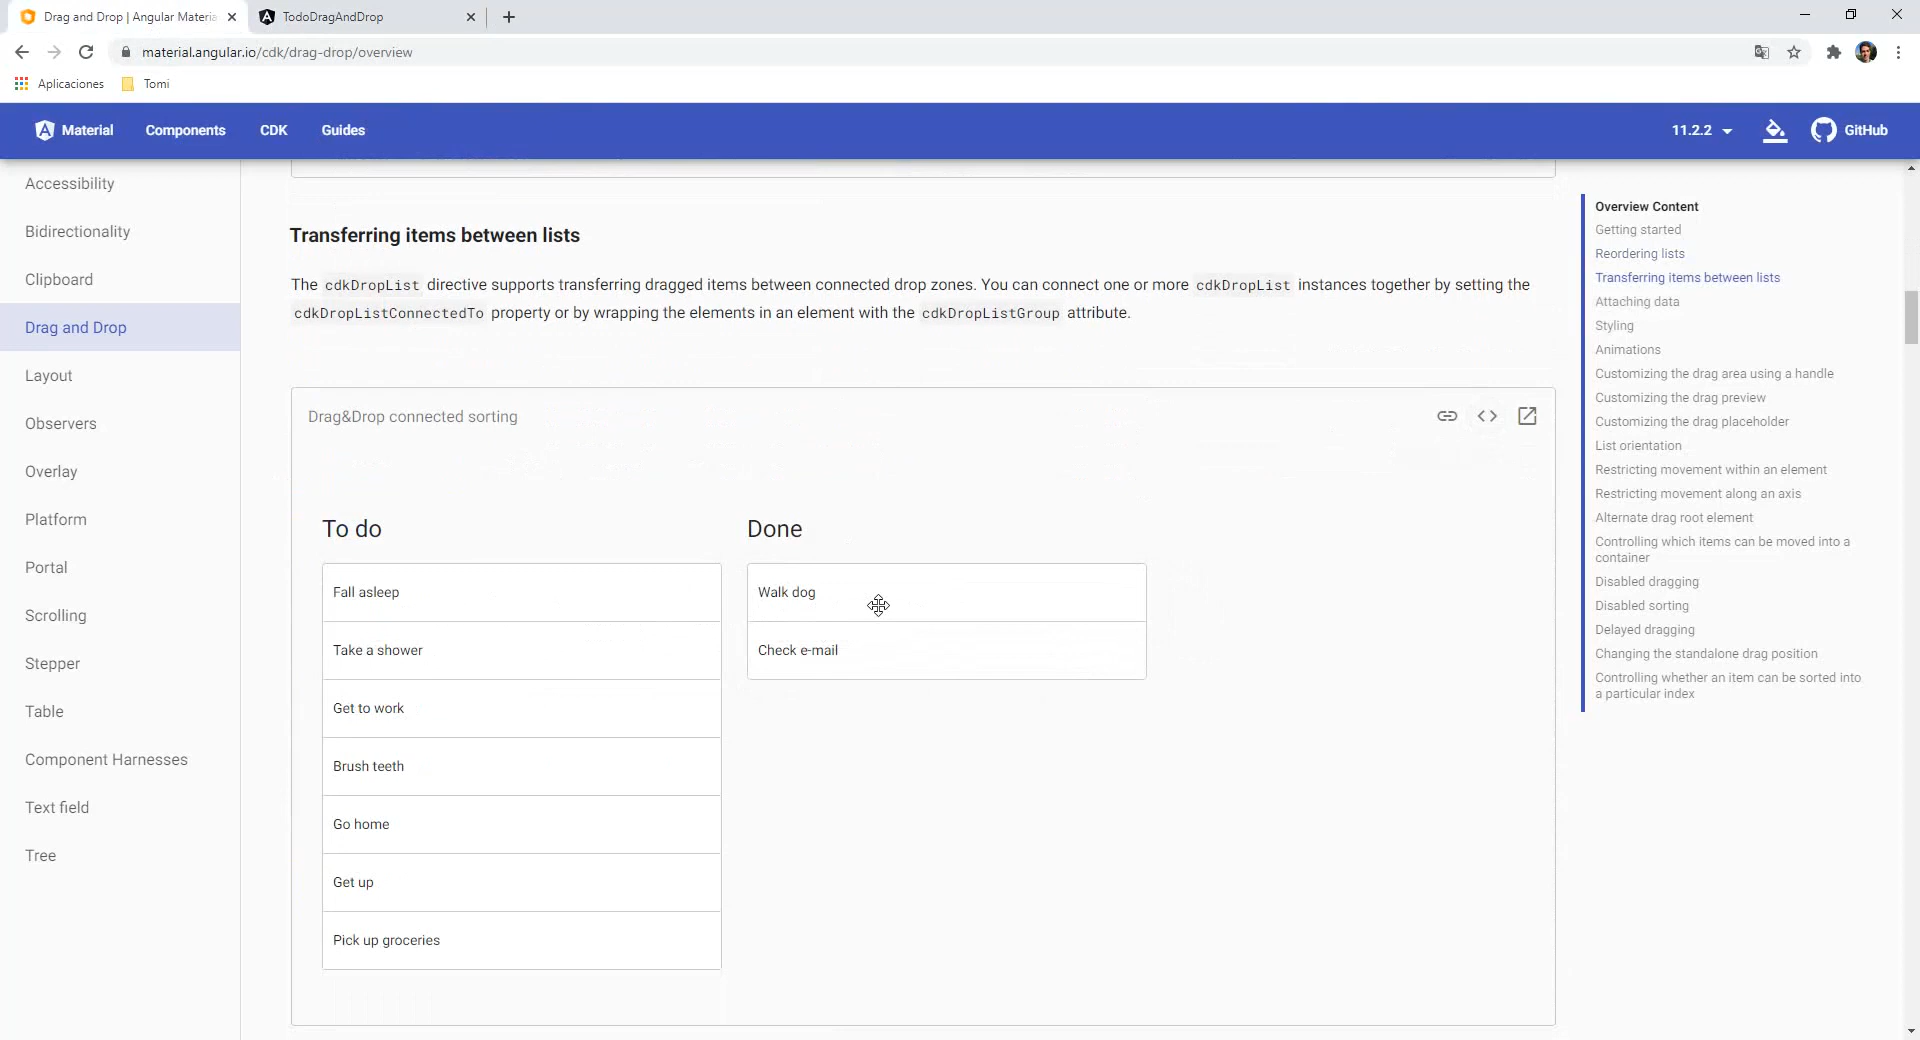 Drag and Drop | Angular Materia
TodoDragAndDrop
material.angular.io/cdk/drag-drop/overview
Aplicaciones
Tomi
Material
Components
CDK
Guides
11.2.2
GitHub
Accessibility
Bidirectionality
Clipboard
Drag and Drop
Layout
Observers
Overlay
Platform
Portal
Scrolling
Stepper
Table
Component Harnesses
Text field
Tree
Transferring items between lists
The cdkDropList directive supports transferring dragged items between connected drop zones. You can connect one or more cdkDropList instances together by setting the
cdkDropListConnectedTo property or by wrapping the elements in an element with the cdkDropListGroup attribute.
Drag&Drop connected sorting
To do
Fall asleep
Take a shower
Get to work
Brush teeth
Go home
Get up
Pick up groceries
Done
Walk dog
Check e-mail
Overview Content
Getting started
Reordering lists
Transferring items between lists
Attaching data
Styling
Animations
Customizing the drag area using a handle
Customizing the drag preview
Customizing the drag placeholder
List orientation
Restricting movement within an element
Restricting movement along an axis
Alternate drag root element
Controlling which items can be moved into a
container
Disabled dragging
Disabled sorting
Delayed dragging
Changing the standalone drag position
Controlling whether an item can be sorted into
a particular index